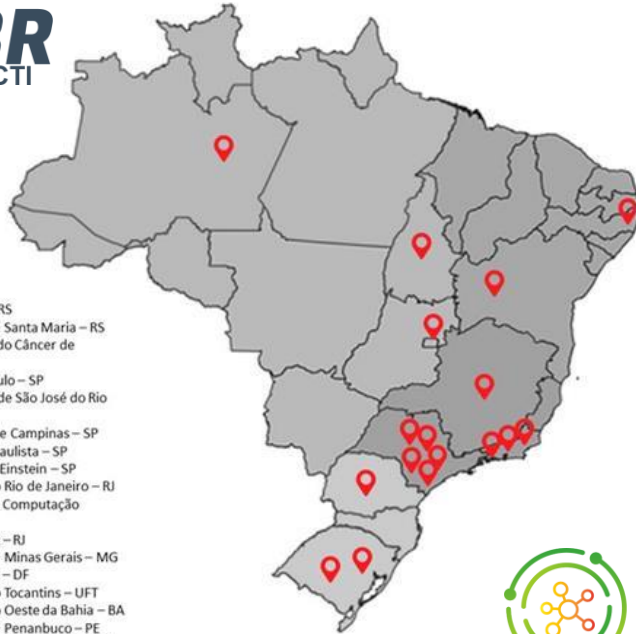 BR
CTI
RS
Santa Maria – RS
do Câncer de
ulo – SP
de São José do Rio
e Campinas – SP
aulista – SP
Einstein – SP
Rio de Janeiro – RJ
Computação
– RJ
Minas Gerais – MG
– DF
Tocantins – UFT
Oeste da Bahia – BA
Penanbuco – PE